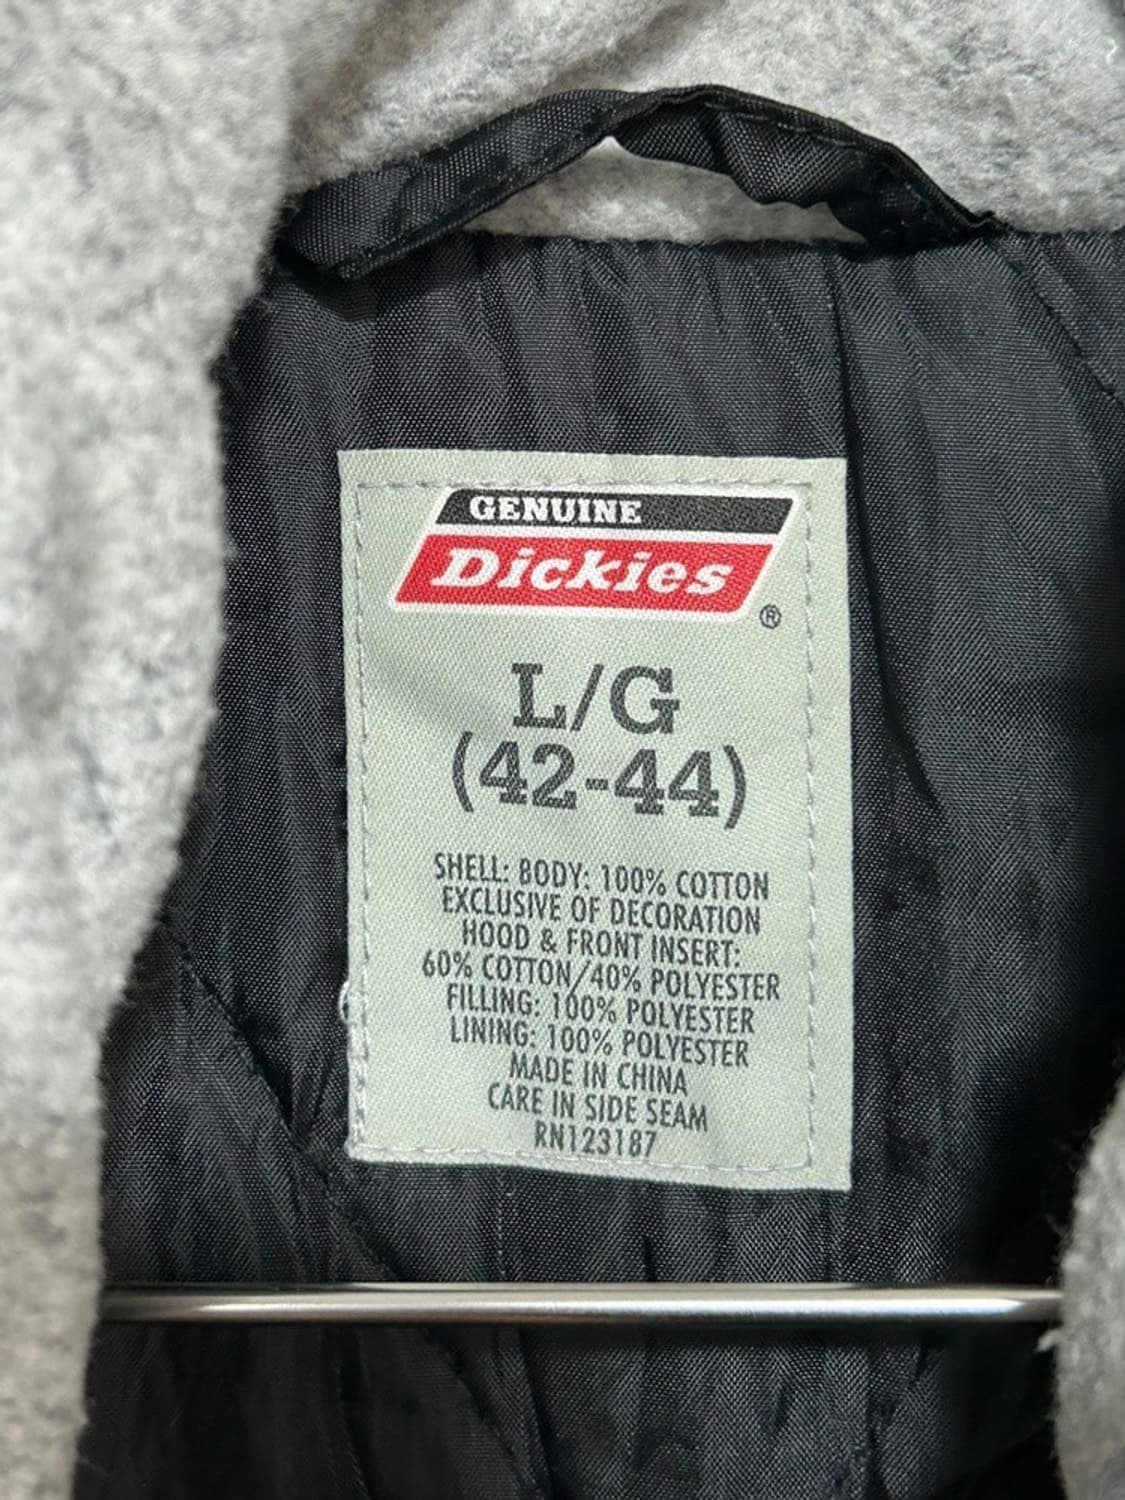 GENUINE
Dickies
®
L/G
(42-44)
SHELL: BODY: 100% COTTON
EXCLUSIVE OF DECORATION
HOOD & FRONT INSERT:
60% COTTON/40% POLYESTER
FILLING: 100% POLYESTER
LINING: 100% POLYESTER
MADE IN CHINA
CARE IN SIDE SEAM
RN123187